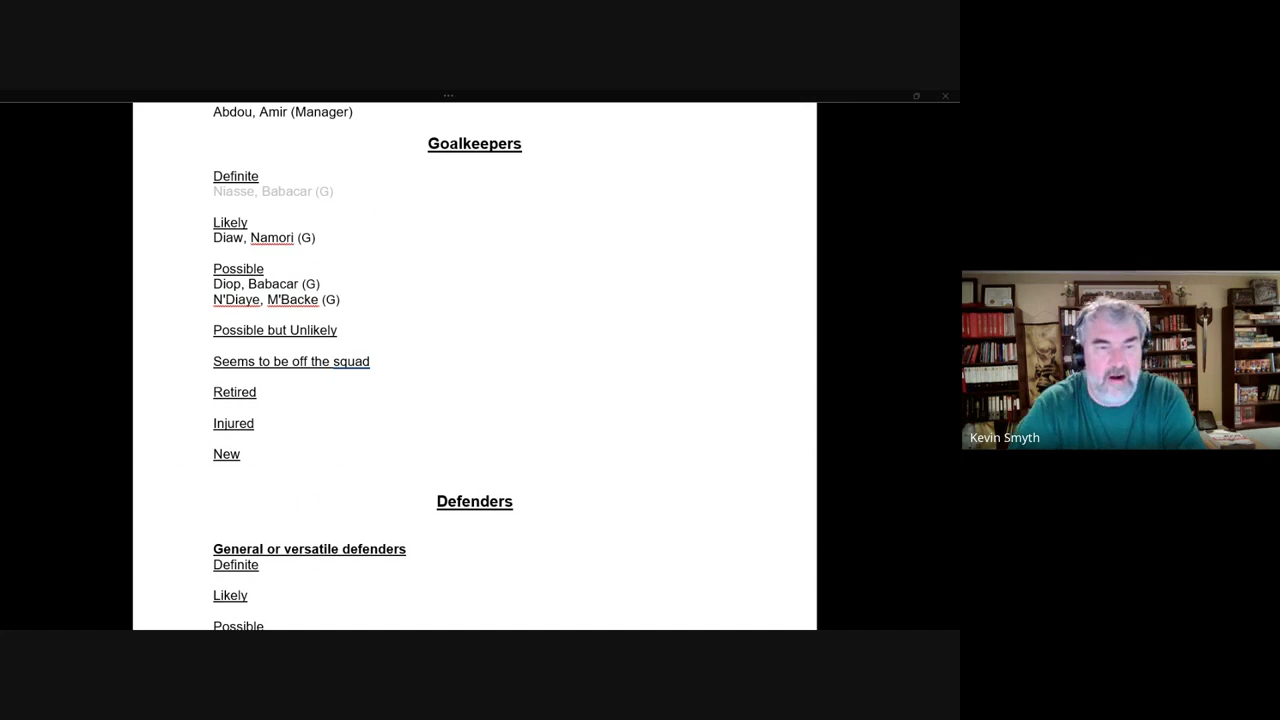 Abdou, Amir (Manager)
Goalkeepers
Definite
Niasse, Babacar (G)
Likely
Diaw, Namori (G)
Possible
Diop, Babacar (G)
N'Diaye, M'Backe (G)
Possible but Unlikely
Seems to be off the squad
Retired
Injured
New
Defenders
General or versatile defenders
Definite
Likely
Possible
Kevin Smyth